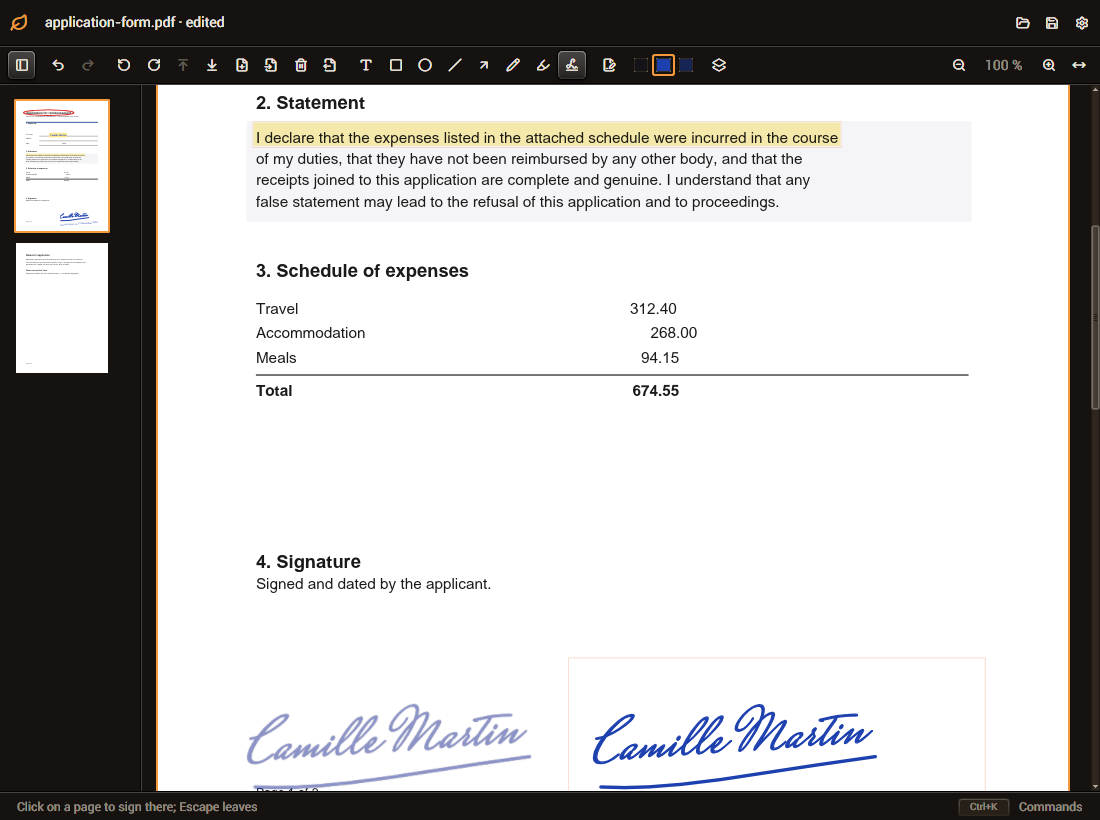 application-form.pdf · edited
T
100 %
2. Statement
I declare that the expenses listed in the attached schedule were incurred in the course
of my duties, that they have not been reimbursed by any other body, and that the
receipts joined to this application are complete and genuine. I understand that any
false statement may lead to the refusal of this application and to proceedings.
3. Schedule of expenses
Travel 312.40
Accommodation 268.00
Meals 94.15
Total 674.55
4. Signature
Signed and dated by the applicant.
Camille Martin Camille Martin
Click on a page to sign there; Escape leaves
Ctrl+K Commands